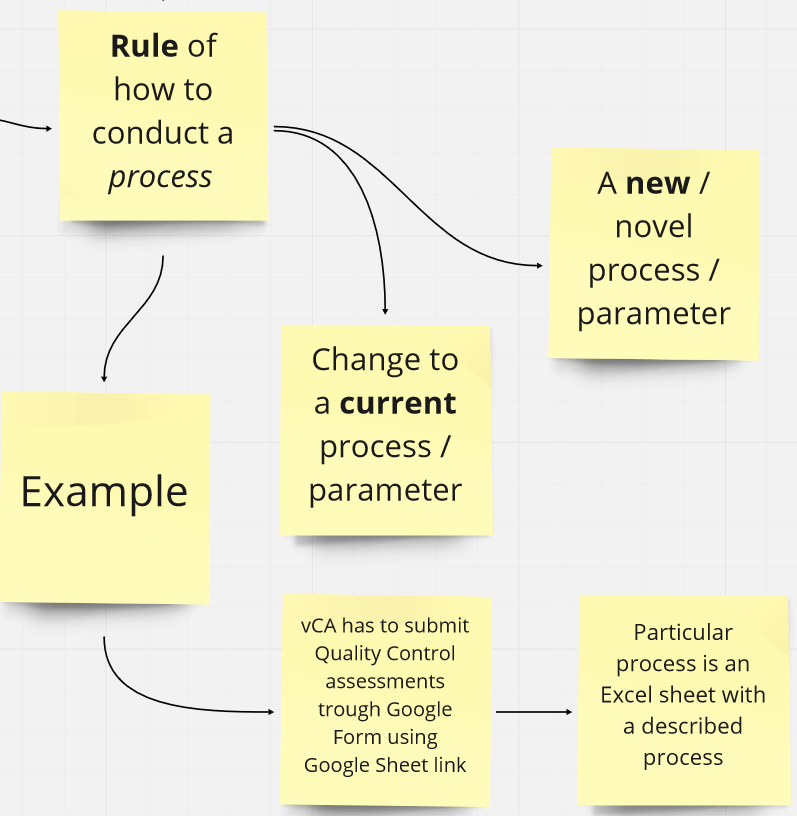 Rule of
how to
conduct a
process
A new /
novel
process /
parameter
Change to
a current
process /
parameter
Example
vCA has to submit
Quality Control
assessments
trough Google
Form using
Google Sheet link
Particular
process is an
Excel sheet with
a described
process